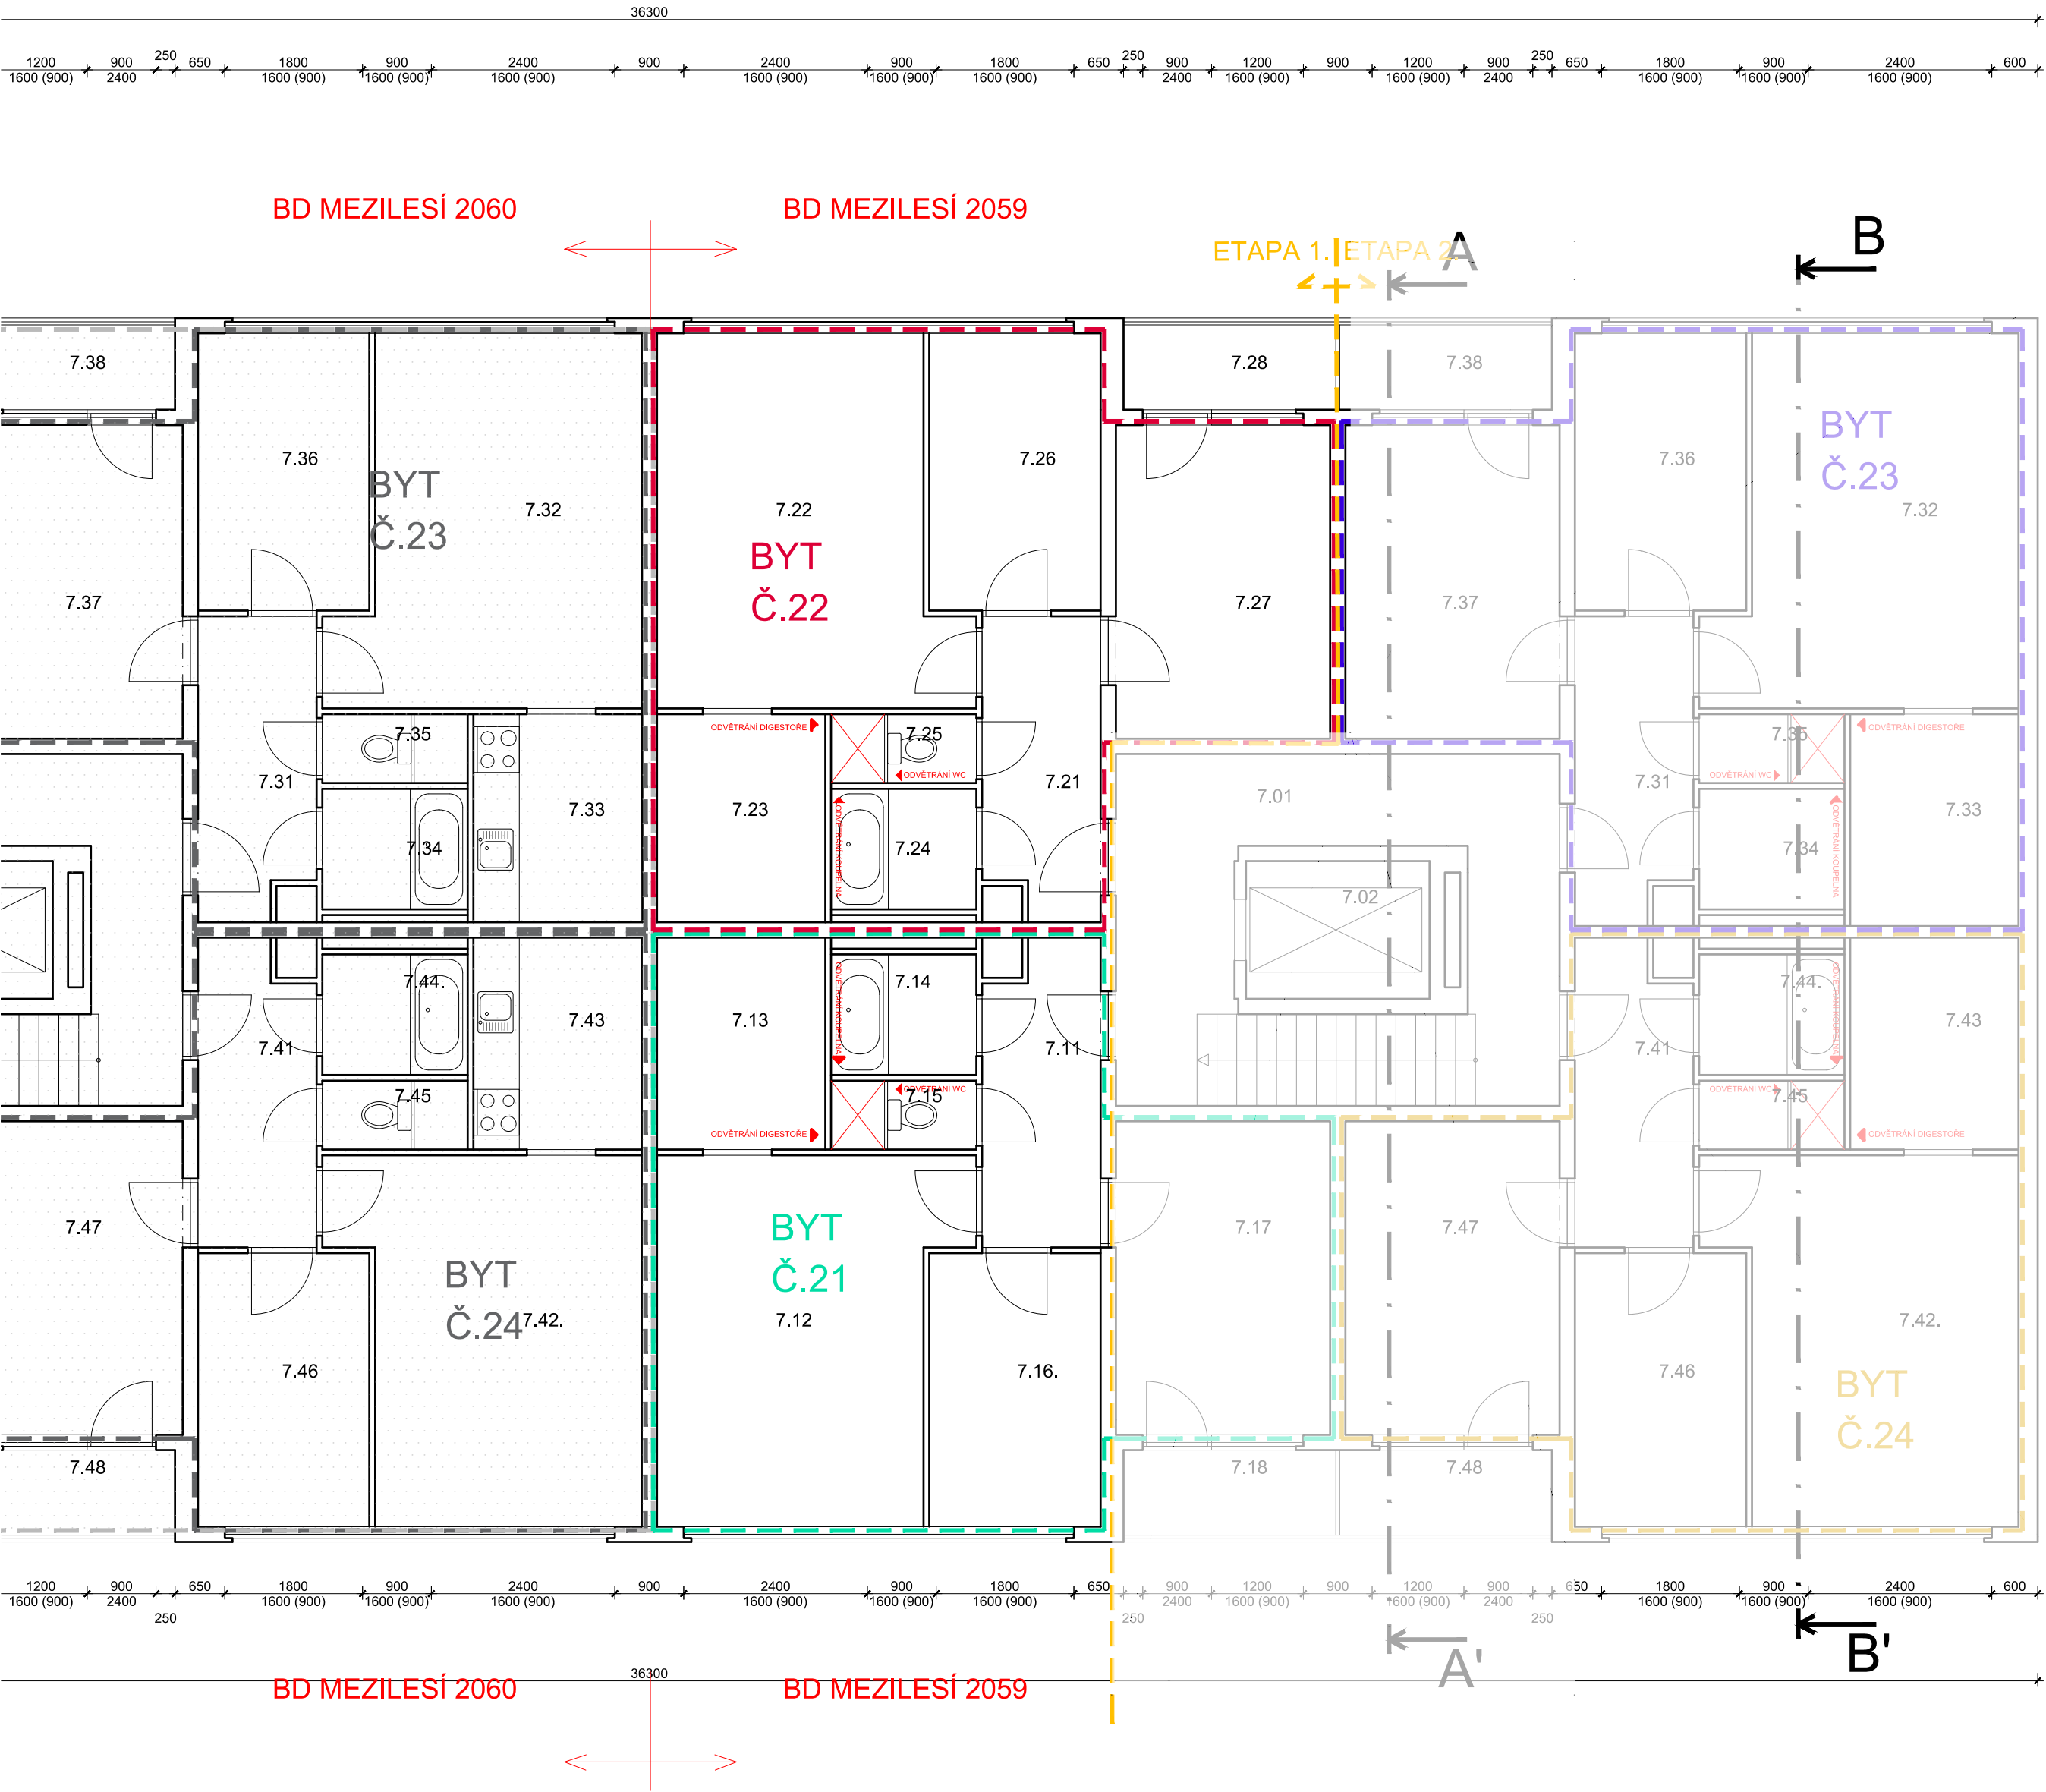 36300
1200 900 250 650 1800 900 2400 900 2400 900 1800 650 250 900 1200 900 1200 900 250 650 1800 900 2400 600
1600 (900) 2400 1600 (900) 1600 (900) 1600 (900) 1600 (900) 1600 (900) 1600 (900) 2400 1600 (900) 1600 (900) 2400 1600 (900) 1600 (900) 1600 (900)
BD MEZILESÍ 2060 BD MEZILESÍ 2059
ETAPA 1. ETAPA 2.
A
B
7.38 7.28 7.38
7.36 7.26 7.36
BYT
Č.23
BYT
Č.23
7.32 7.22 7.32
BYT
Č.22
7.37 7.27 7.37
ODVĚTRÁNÍ DIGESTOŘE ODVĚTRÁNÍ DIGESTOŘE
7.35 7.25 7.35
ODVĚTRÁNÍ WC ODVĚTRÁNÍ WC
7.31 7.21 7.01 7.31
7.33 7.23 7.33
ODVĚTRÁNÍ KOUPELNA ODVĚTRÁNÍ KOUPELNA
7.34 7.24 7.34
7.02
7.44. 7.14 7.44.
ODVĚTRÁNÍ KOUPELNA ODVĚTRÁNÍ KOUPELNA
7.43 7.13 7.43
7.41 7.11 7.41
ODVĚTRÁNÍ WC ODVĚTRÁNÍ WC
7.45 7.15 7.45
ODVĚTRÁNÍ DIGESTOŘE ODVĚTRÁNÍ DIGESTOŘE
7.47 7.17 7.47
BYT
Č.21
BYT
Č.24
7.42. 7.12 7.42.
7.46 7.16. 7.46
BYT
Č.24
7.48 7.18 7.48
1200 900 650 1800 900 2400 900 2400 900 1800 650 900 1200 900 1200 900 650 1800 900 2400 600
1600 (900) 2400 1600 (900) 1600 (900) 1600 (900) 1600 (900) 1600 (900) 1600 (900) 2400 1600 (900) 1600 (900) 2400 1600 (900) 1600 (900) 1600 (900)
250 250 250
A'
B'
36300
BD MEZILESÍ 2060 BD MEZILESÍ 2059